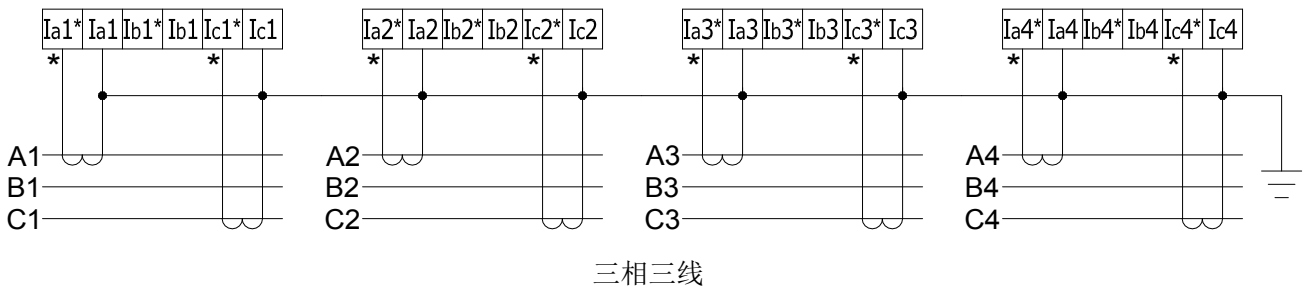 Ia1* Ia1 Ib1* Ib1 Ic1* Ic1 Ia2* Ia2 Ib2* Ib2 Ic2* Ic2 Ia3* Ia3 Ib3* Ib3 Ic3* Ic3 Ia4* Ia4 Ib4* Ib4 Ic4* Ic4
* * * * * * * *
A1 A2 A3 A4
B1 B2 B3 B4
C1 C2 C3 C4
三相三线